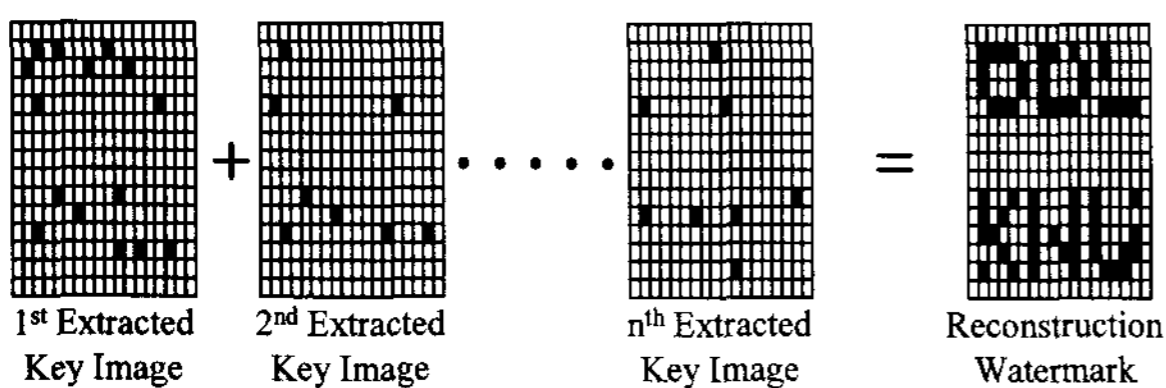 + ..... =
1st Extracted Key Image
2nd Extracted Key Image
nth Extracted Key Image
Reconstruction Watermark